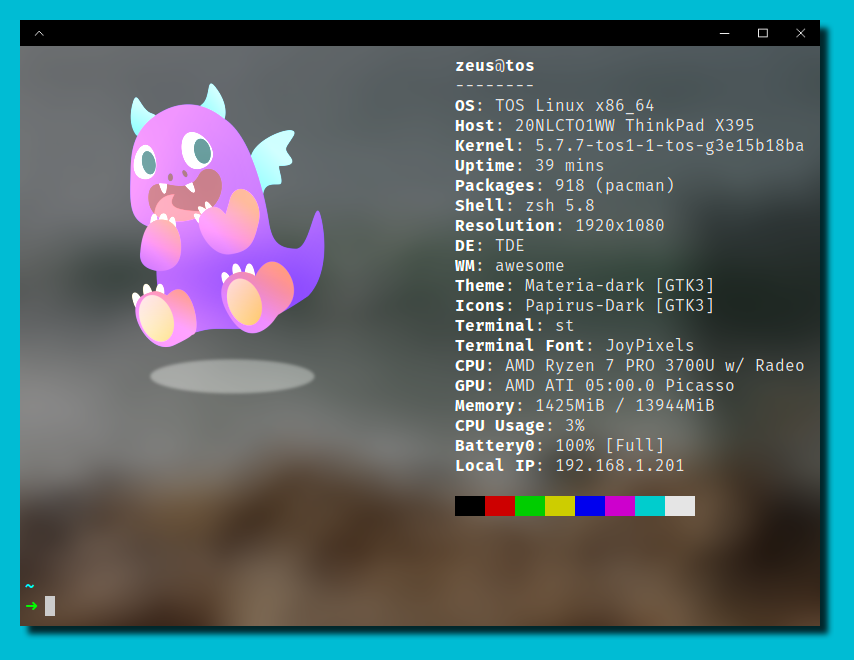 zeus@tos
--------
OS: TOS Linux x86_64
Host: 20NLCTO1WW ThinkPad X395
Kernel: 5.7.7-tos1-1-tos-g3e15b18ba
Uptime: 39 mins
Packages: 918 (pacman)
Shell: zsh 5.8
Resolution: 1920x1080
DE: TDE
WM: awesome
Theme: Materia-dark [GTK3]
Icons: Papirus-Dark [GTK3]
Terminal: st
Terminal Font: JoyPixels
CPU: AMD Ryzen 7 PRO 3700U w/ Radeo
GPU: AMD ATI 05:00.0 Picasso
Memory: 1425MiB / 13944MiB
CPU Usage: 3%
Battery0: 100% [Full]
Local IP: 192.168.1.201
~
➜